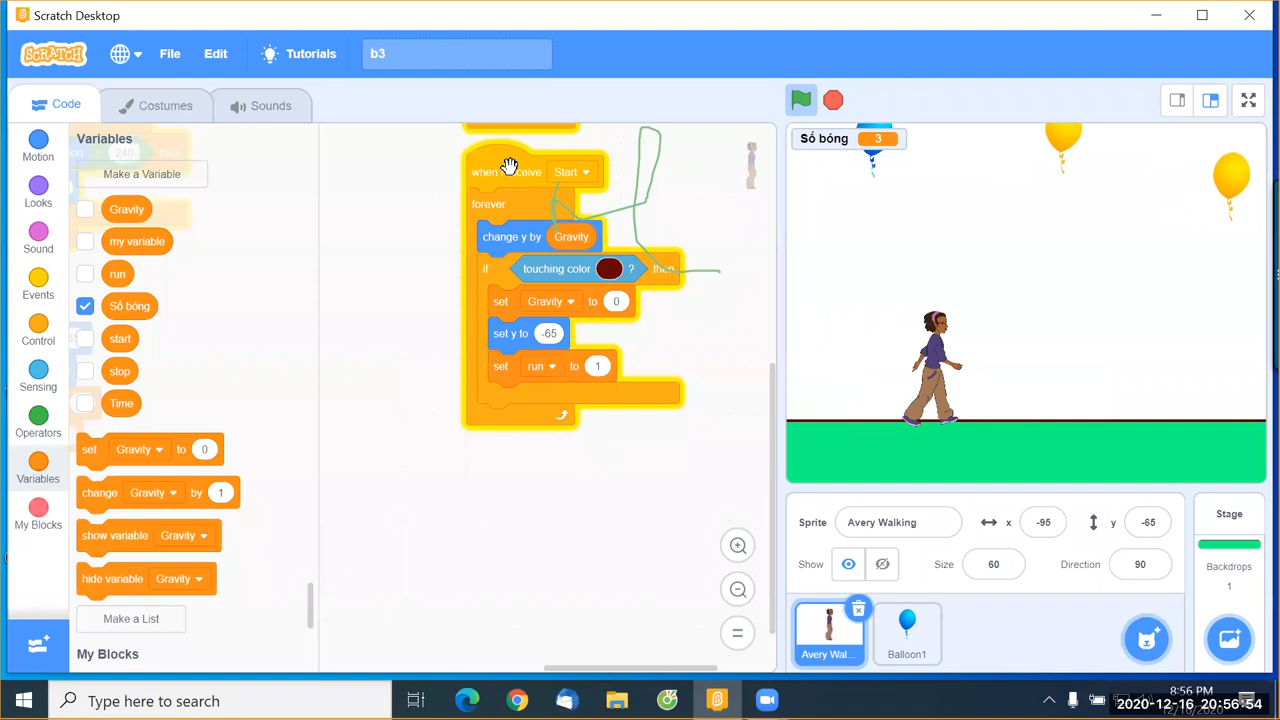 Scratch Desktop
SCRATCH
File
Edit
Tutorials
b3
Code
Costumes
Sounds
Motion
Looks
Sound
Events
Control
Sensing
Operators
Variables
My Blocks
Variables
Make a Variable
Gravity
my variable
run
Số bóng
start
stop
Time
set Gravity to 0
change Gravity by 1
show variable Gravity
hide variable Gravity
Make a List
My Blocks
240 then
when Start
forever
change y by Gravity
if touching color ? then
set Gravity to 0
set y to -65
set run to 1
Số bóng 3
Sprite Avery Walking x -95 y -65
Show Size 60 Direction 90
Avery Wal...
Balloon1
Stage
Backdrops
1
Type here to search
8:56 PM
2020-12-16 20:56:54